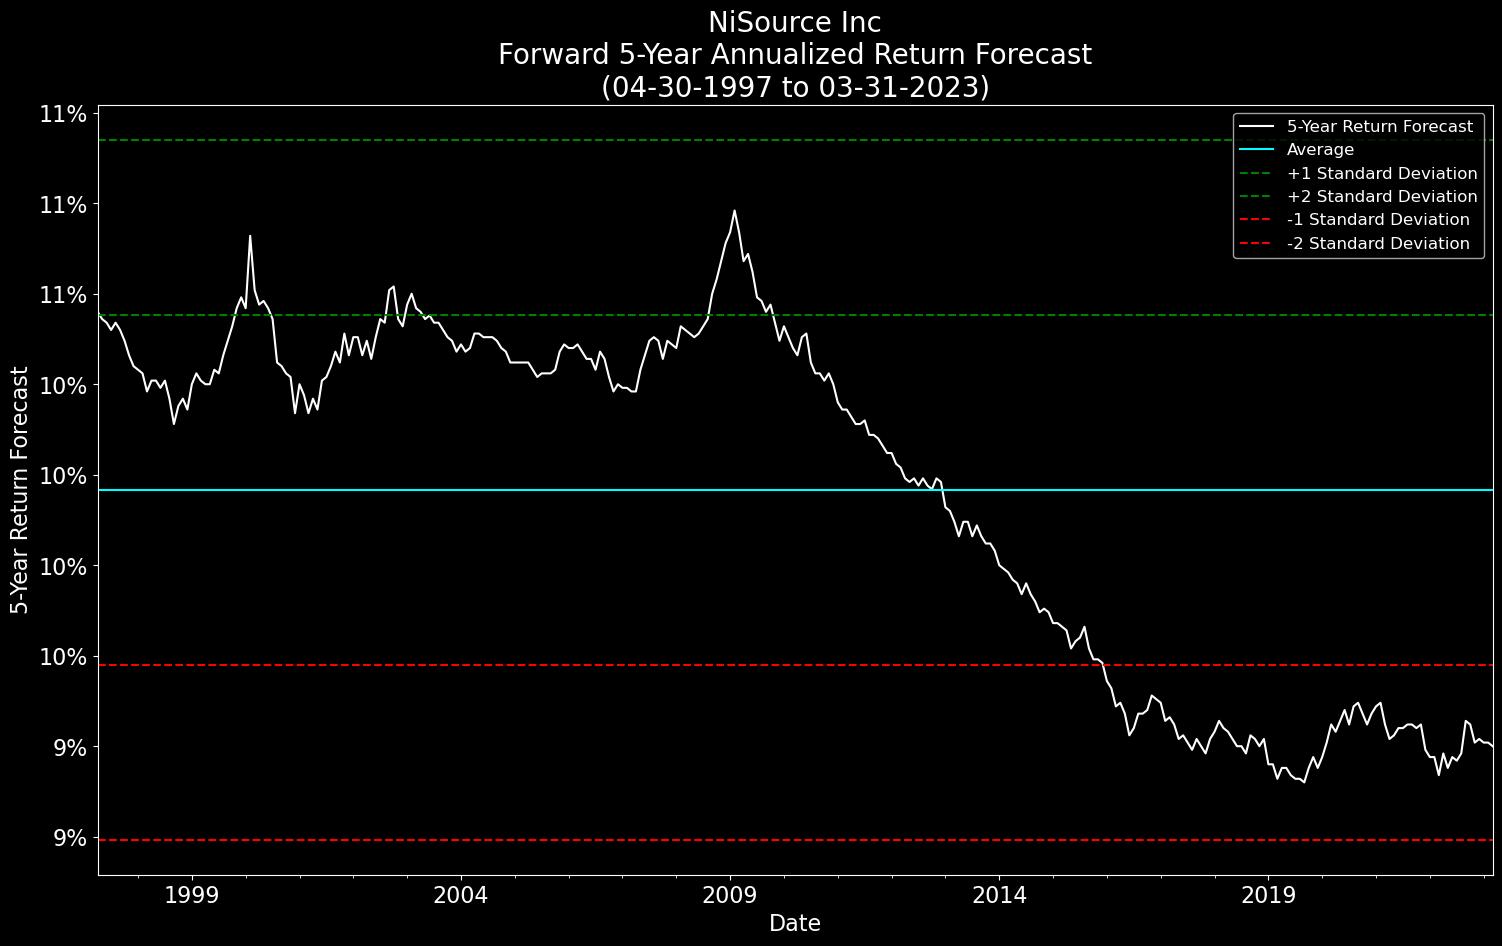 NiSource Inc
Forward 5-Year Annualized Return Forecast
(04-30-1997 to 03-31-2023)
11%
11%
11%
10%
10%
10%
10%
9%
9%
5-Year Return Forecast
5-Year Return Forecast
Average
+1 Standard Deviation
+2 Standard Deviation
-1 Standard Deviation
-2 Standard Deviation
1999
2004
2009
2014
2019
Date